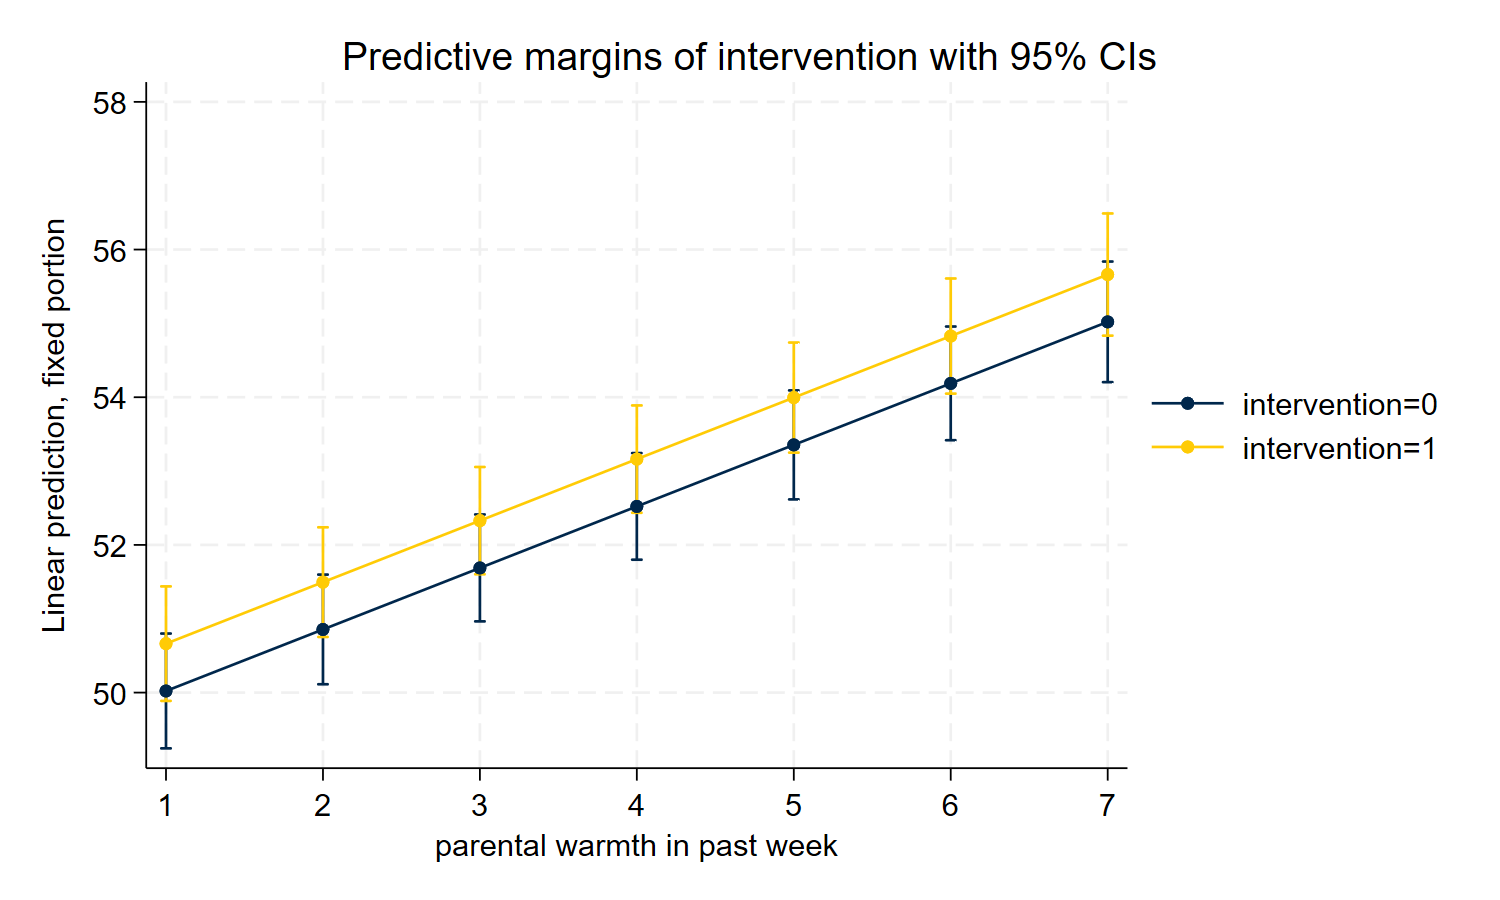 Predictive margins of intervention with 95% CIs
Linear prediction, fixed portion
58
56
54
52
50
1 2 3 4 5 6 7
parental warmth in past week
intervention=0
intervention=1